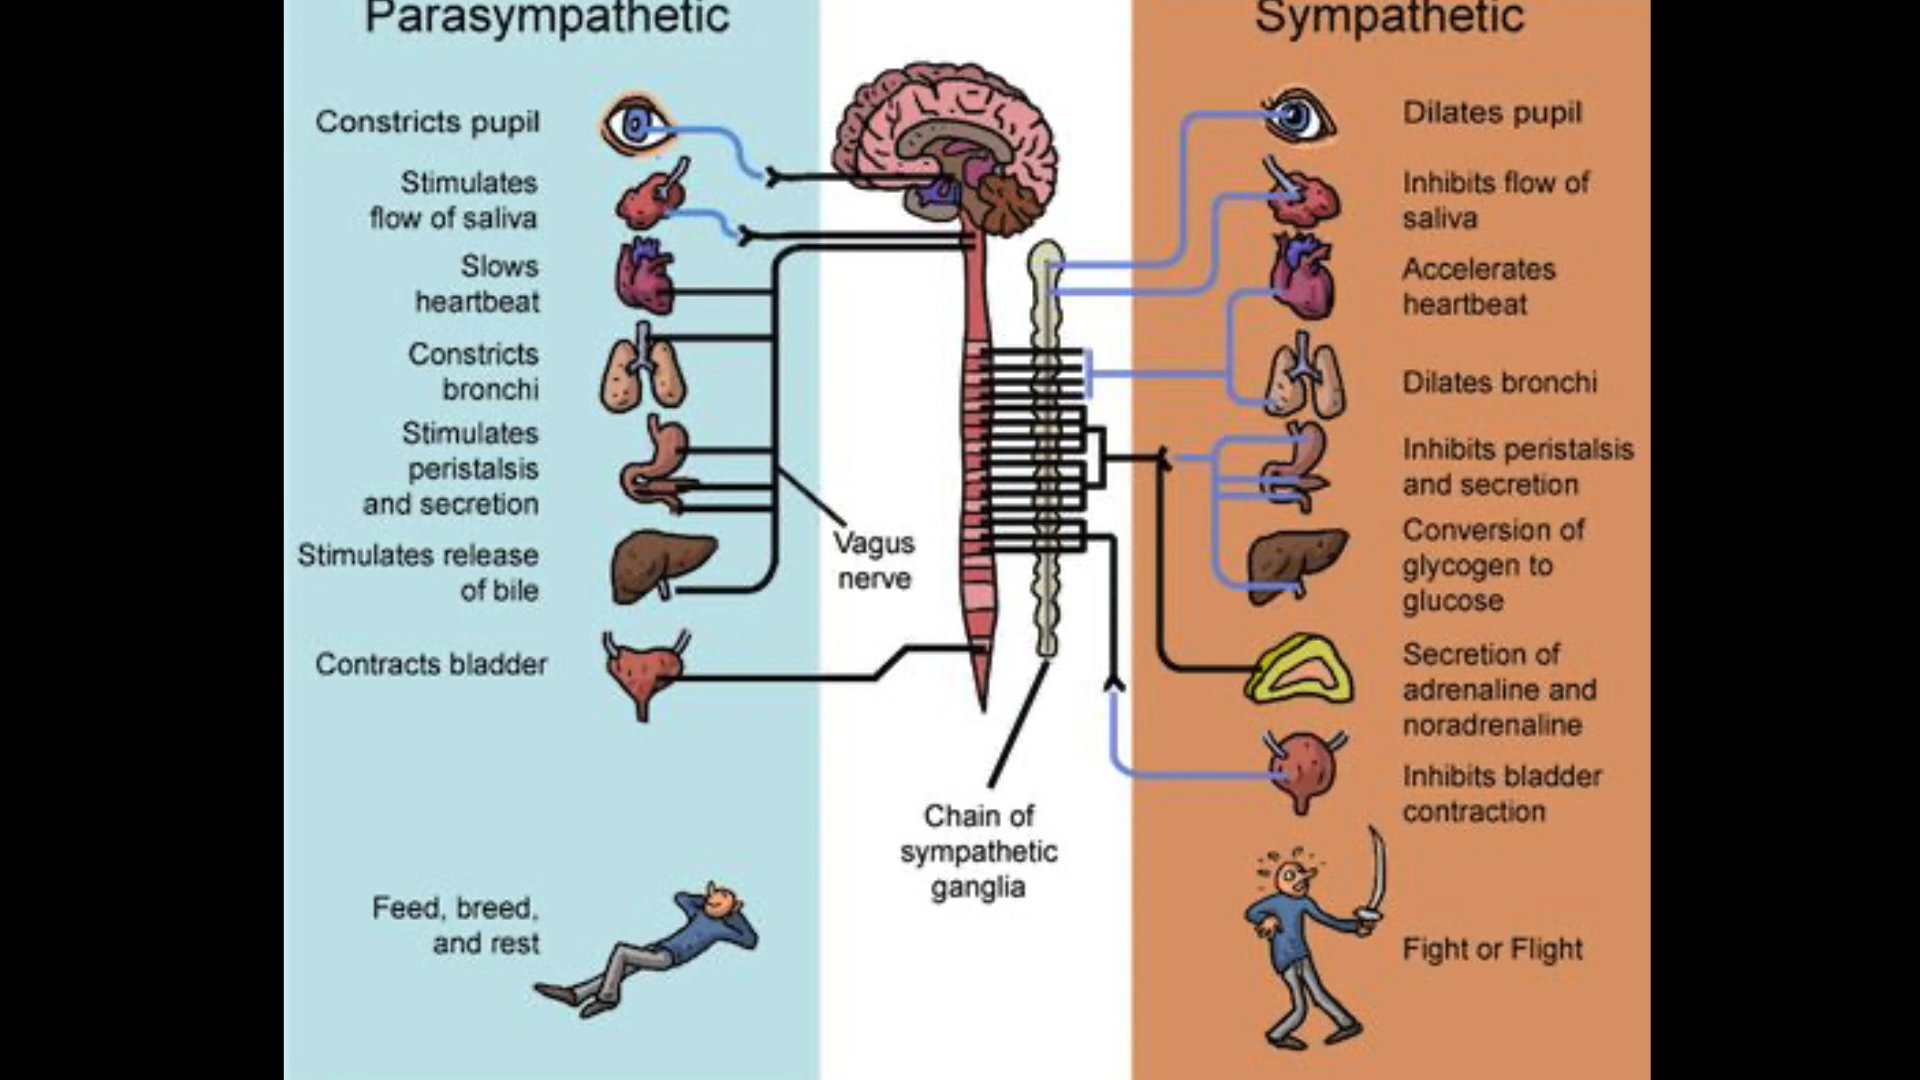 Parasympathetic
Constricts pupil
Stimulates
flow of saliva
Slows
heartbeat
Constricts
bronchi
Stimulates
peristalsis
and secretion
Stimulates release
of bile
Contracts bladder
Feed, breed,
and rest
Vagus
nerve
Chain of
sympathetic
ganglia
Sympathetic
Dilates pupil
Inhibits flow of
saliva
Accelerates
heartbeat
Dilates bronchi
Inhibits peristalsis
and secretion
Conversion of
glycogen to
glucose
Secretion of
adrenaline and
noradrenaline
Inhibits bladder
contraction
Fight or Flight